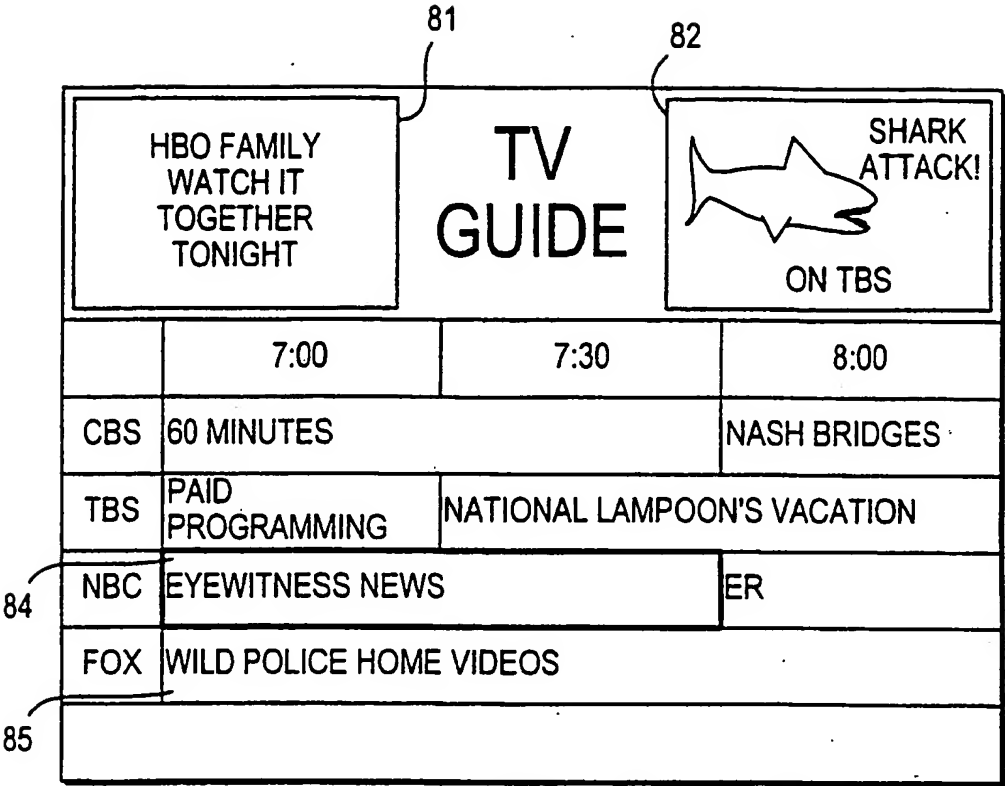 81
82
HBO FAMILY
WATCH IT
TOGETHER
TONIGHT
TV
GUIDE
SHARK
ATTACK!
ON TBS
7:00 7:30 8:00
CBS 60 MINUTES NASH BRIDGES
TBS PAID
PROGRAMMING NATIONAL LAMPOON'S VACATION
84
NBC EYEWITNESS NEWS ER
FOX WILD POLICE HOME VIDEOS
85